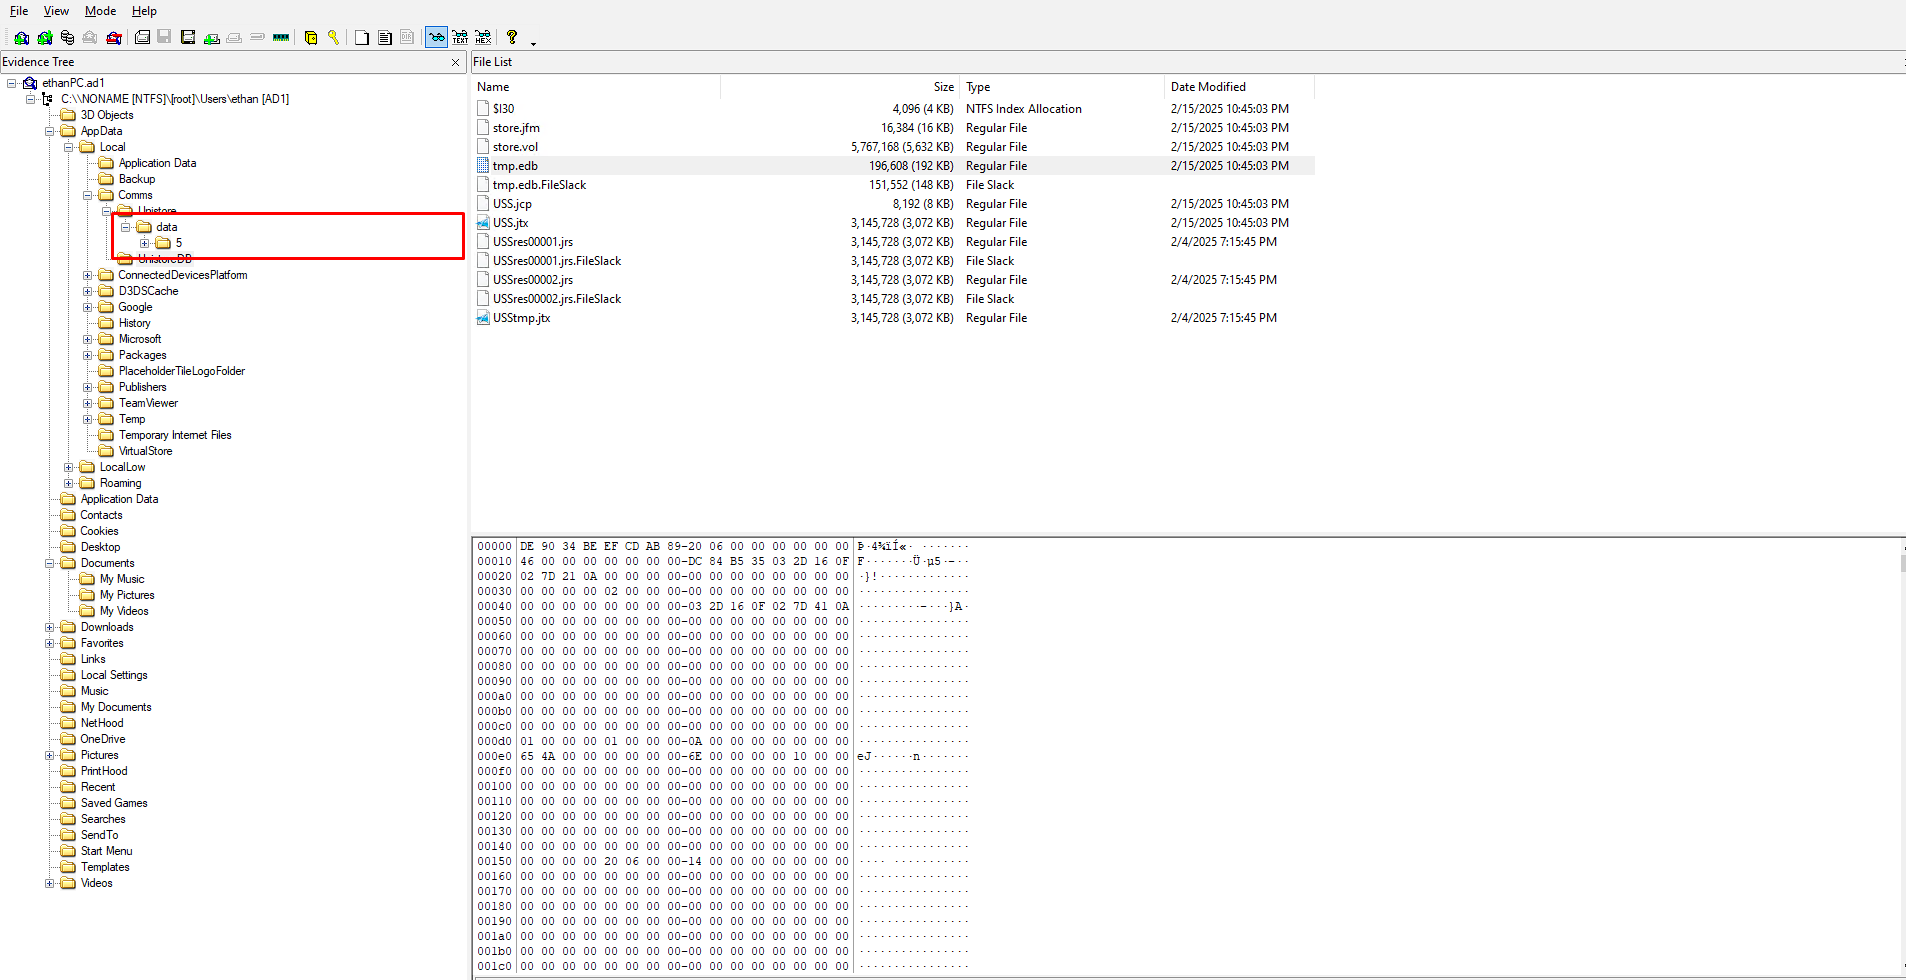 File View Mode Help
Evidence Tree
ethanPC.ad1
C:\\NONAME [NTFS]\[root]\Users\ethan [AD1]
3D Objects
AppData
Local
Application Data
Backup
Comms
Unistore
data
5
UnistoreDB
ConnectedDevicesPlatform
D3DSCache
Google
History
Microsoft
Packages
PlaceholderTileLogoFolder
Publishers
TeamViewer
Temp
Temporary Internet Files
VirtualStore
LocalLow
Roaming
Application Data
Contacts
Cookies
Desktop
Documents
My Music
My Pictures
My Videos
Downloads
Favorites
Links
Local Settings
Music
My Documents
NetHood
OneDrive
Pictures
PrintHood
Recent
Saved Games
Searches
SendTo
Start Menu
Templates
Videos
File List
Name Size Type Date Modified
$I30 4,096 (4 KB) NTFS Index Allocation 2/15/2025 10:45:03 PM
store.jfm 16,384 (16 KB) Regular File 2/15/2025 10:45:03 PM
store.vol 5,767,168 (5,632 KB) Regular File 2/15/2025 10:45:03 PM
tmp.edb 196,608 (192 KB) Regular File 2/15/2025 10:45:03 PM
tmp.edb.FileSlack 151,552 (148 KB) File Slack
USS.jcp 8,192 (8 KB) Regular File 2/15/2025 10:45:03 PM
USS.jtx 3,145,728 (3,072 KB) Regular File 2/15/2025 10:45:03 PM
USSres00001.jrs 3,145,728 (3,072 KB) Regular File 2/4/2025 7:15:45 PM
USSres00001.jrs.FileSlack 3,145,728 (3,072 KB) File Slack
USSres00002.jrs 3,145,728 (3,072 KB) Regular File 2/4/2025 7:15:45 PM
USSres00002.jrs.FileSlack 3,145,728 (3,072 KB) File Slack
USStmp.jtx 3,145,728 (3,072 KB) Regular File 2/4/2025 7:15:45 PM
00000 DE 90 34 BE EF CD AB 89-20 06 00 00 00 00 00 00 Þ·4¾ïÍ«· ·······
00010 46 00 00 00 00 00 00 00-DC 84 B5 35 03 2D 16 0F F·······Ü·µ5·-··
00020 02 7D 21 0A 00 00 00 00-00 00 00 00 00 00 00 00 ·}!·············
00030 00 00 00 00 02 00 00 00-00 00 00 00 00 00 00 00 ················
00040 00 00 00 00 00 00 00 00-03 2D 16 0F 02 7D 41 0A ·········-···}A·
00050 00 00 00 00 00 00 00 00-00 00 00 00 00 00 00 00 ················
00060 00 00 00 00 00 00 00 00-00 00 00 00 00 00 00 00 ················
00070 00 00 00 00 00 00 00 00-00 00 00 00 00 00 00 00 ················
00080 00 00 00 00 00 00 00 00-00 00 00 00 00 00 00 00 ················
00090 00 00 00 00 00 00 00 00-00 00 00 00 00 00 00 00 ················
000a0 00 00 00 00 00 00 00 00-00 00 00 00 00 00 00 00 ················
000b0 00 00 00 00 00 00 00 00-00 00 00 00 00 00 00 00 ················
000c0 00 00 00 00 00 00 00 00-00 00 00 00 00 00 00 00 ················
000d0 01 00 00 00 01 00 00 00-0A 00 00 00 00 00 00 00 ················
000e0 65 4A 00 00 00 00 00 00-6E 00 00 00 00 10 00 00 eJ······n·······
000f0 00 00 00 00 00 00 00 00-00 00 00 00 00 00 00 00 ················
00100 00 00 00 00 00 00 00 00-00 00 00 00 00 00 00 00 ················
00110 00 00 00 00 00 00 00 00-00 00 00 00 00 00 00 00 ················
00120 00 00 00 00 00 00 00 00-00 00 00 00 00 00 00 00 ················
00130 00 00 00 00 00 00 00 00-00 00 00 00 00 00 00 00 ················
00140 00 00 00 00 00 00 00 00-00 00 00 00 00 00 00 00 ················
00150 00 00 00 00 20 06 00 00-14 00 00 00 00 00 00 00 ···· ···········
00160 00 00 00 00 00 00 00 00-00 00 00 00 00 00 00 00 ················
00170 00 00 00 00 00 00 00 00-00 00 00 00 00 00 00 00 ················
00180 00 00 00 00 00 00 00 00-00 00 00 00 00 00 00 00 ················
00190 00 00 00 00 00 00 00 00-00 00 00 00 00 00 00 00 ················
001a0 00 00 00 00 00 00 00 00-00 00 00 00 00 00 00 00 ················
001b0 00 00 00 00 00 00 00 00-00 00 00 00 00 00 00 00 ················
001c0 00 00 00 00 00 00 00 00-00 00 00 00 00 00 00 00 ················